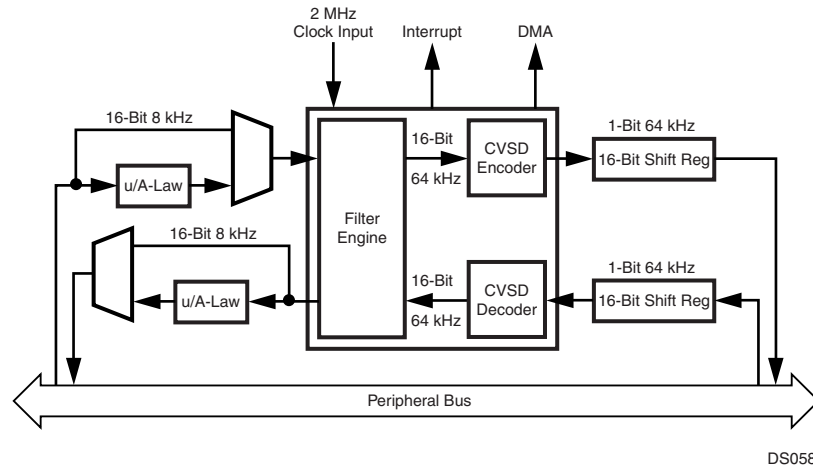 2 MHz
Clock Input
Interrupt
DMA
16-Bit 8 kHz
u/A-Law
16-Bit
64 kHz
CVSD
Encoder
1-Bit 64 kHz
16-Bit Shift Reg
Filter
Engine
16-Bit 8 kHz
u/A-Law
16-Bit
64 kHz
CVSD
Decoder
1-Bit 64 kHz
16-Bit Shift Reg
Peripheral Bus
DS058